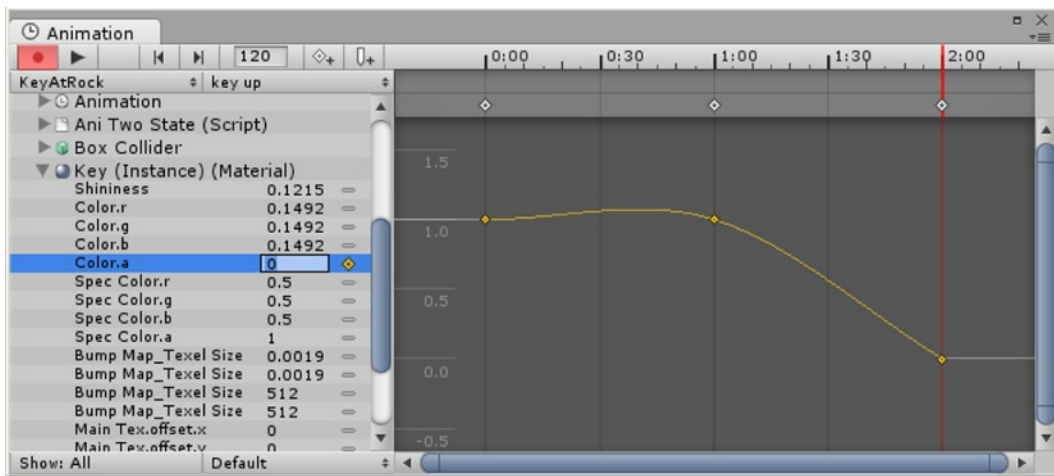 Animation
120
0:00 0:30 1:00 1:30 2:00
KeyAtRock key up
Animation
Ani Two State (Script)
Box Collider
Key (Instance) (Material)
Shininess 0.1215
Color.r 0.1492
Color.g 0.1492
Color.b 0.1492
Color.a 0
Spec Color.r 0.5
Spec Color.g 0.5
Spec Color.b 0.5
Spec Color.a 1
Bump Map_Texel Size 0.0019
Bump Map_Texel Size 0.0019
Bump Map_Texel Size 512
Bump Map_Texel Size 512
Main Tex.offset.x 0
Main Tex.offset.y 0
Show: All Default
1.5
1.0
0.5
0.0
-0.5